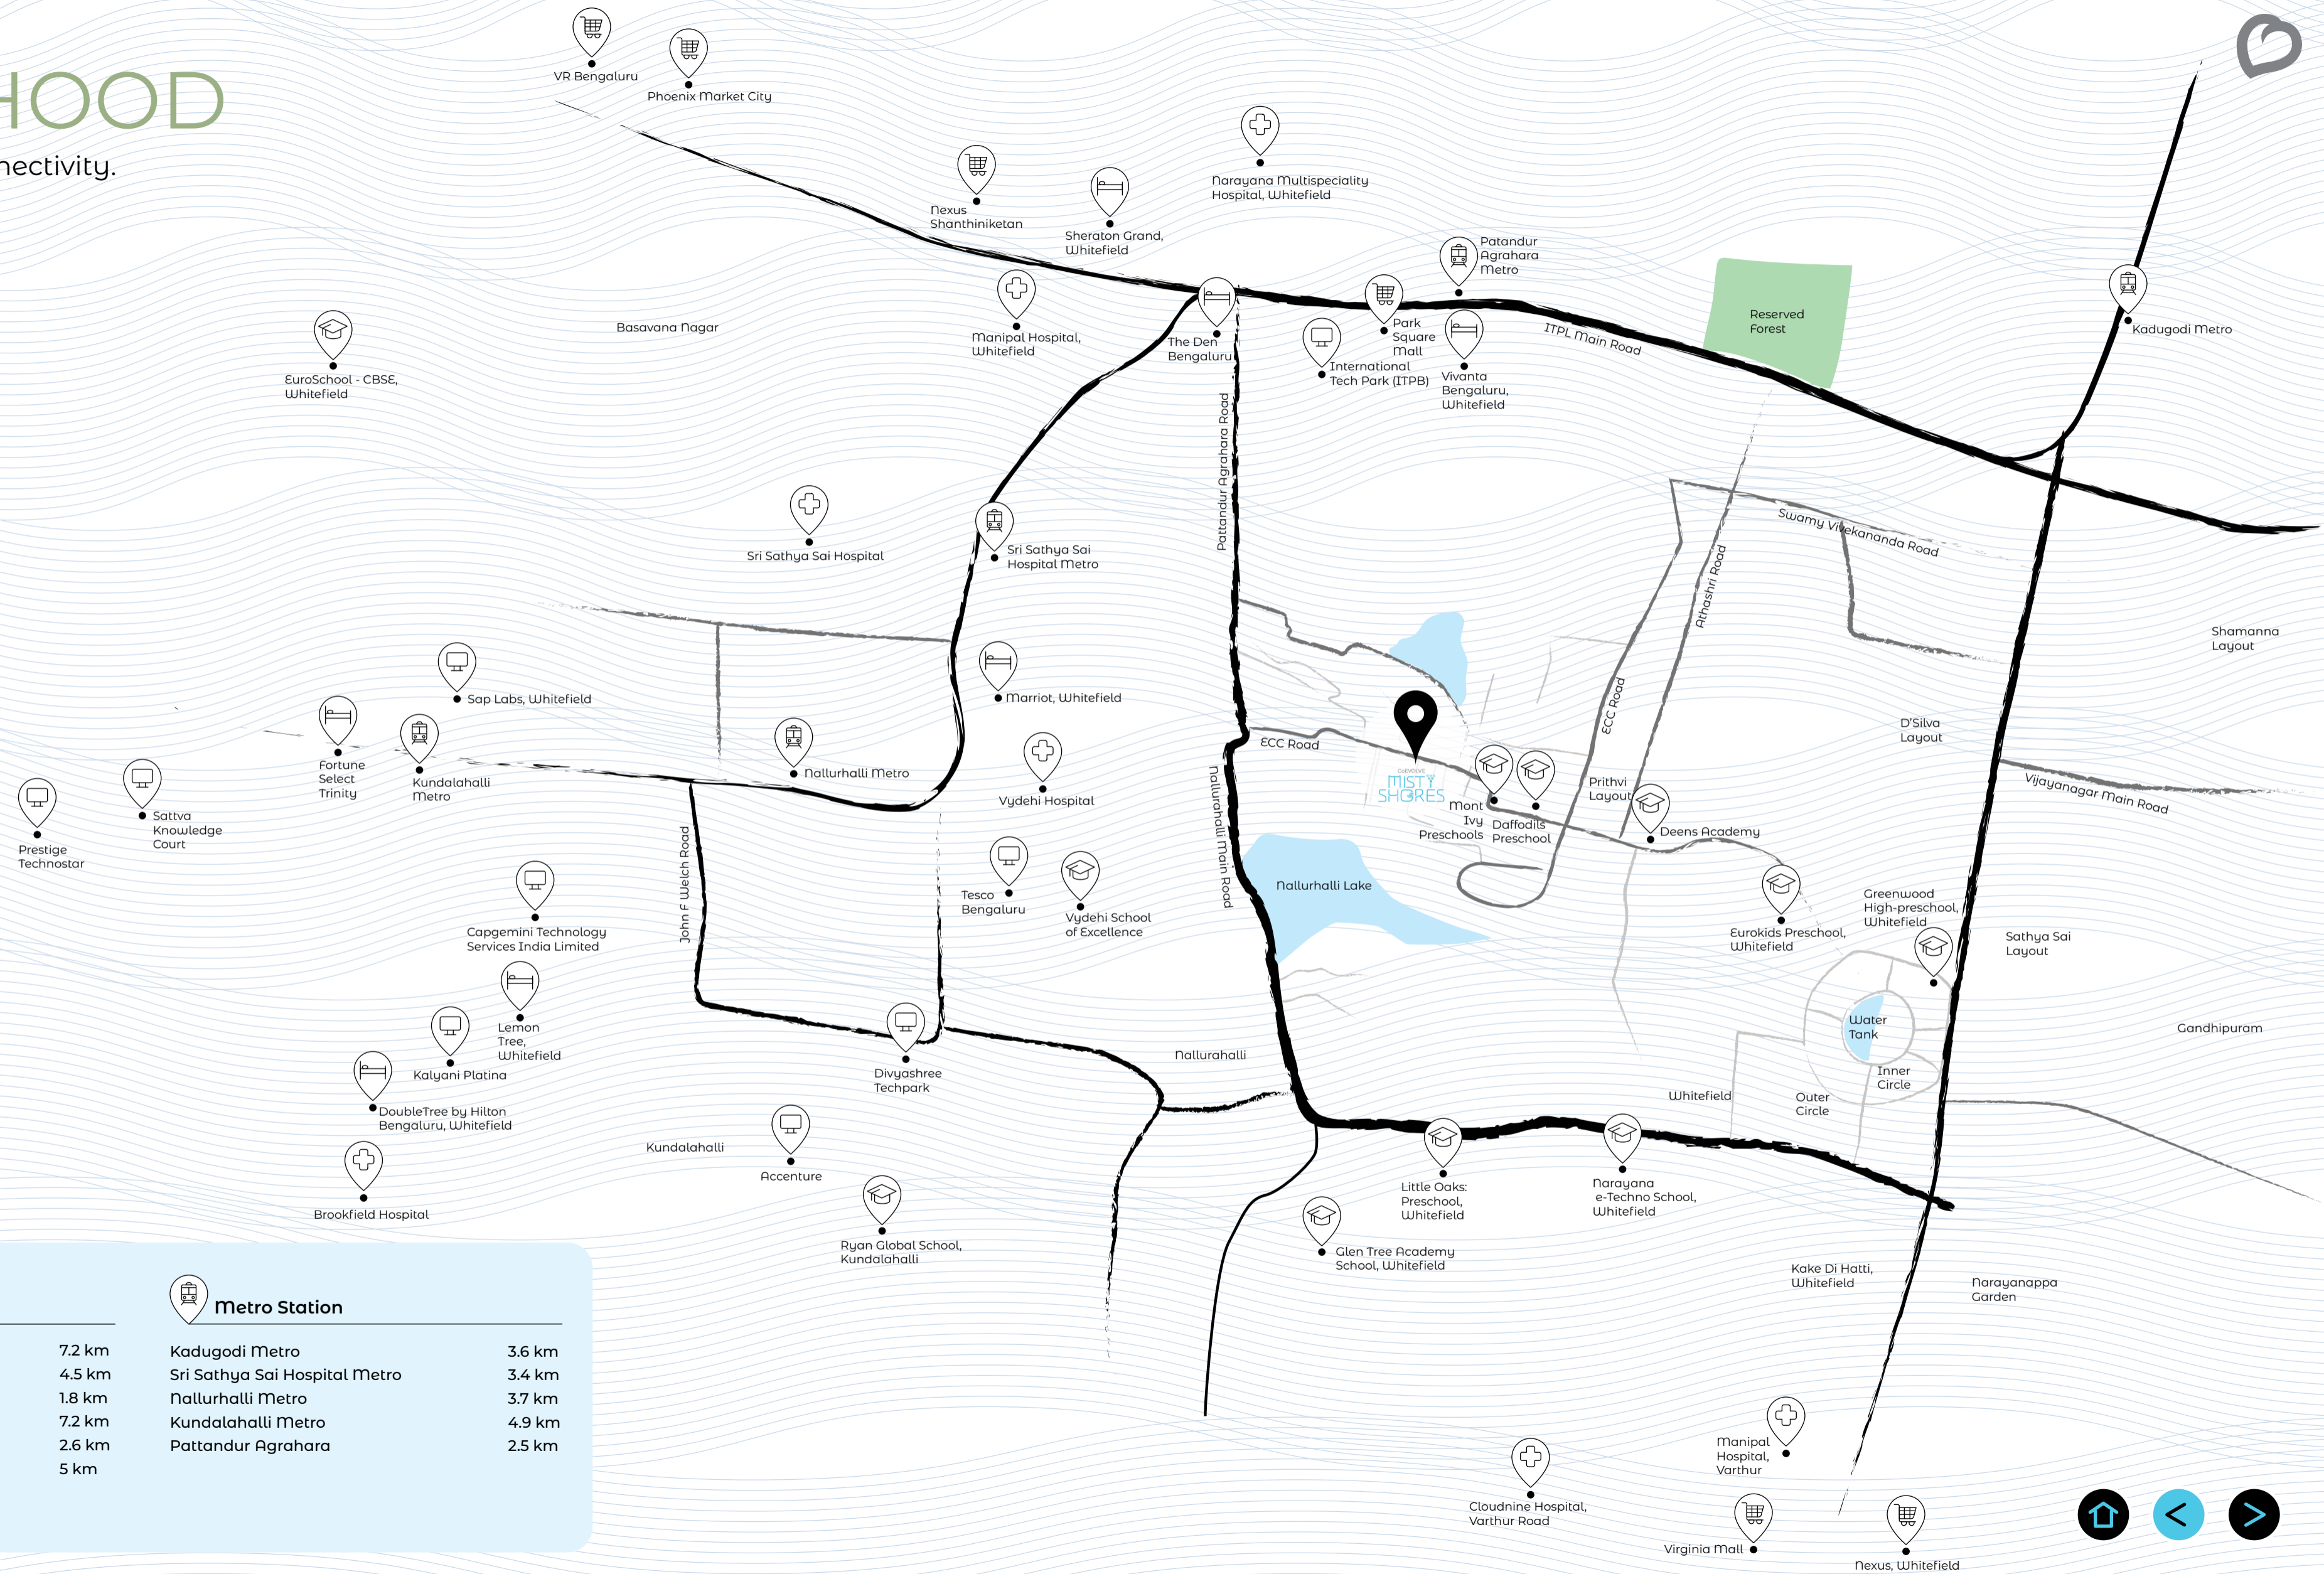 HOOD
nectivity.
VR Bengaluru
Phoenix Market City
Nexus
Shanthiniketan
Sheraton Grand,
Whitefield
Narayana Multispeciality
Hospital, Whitefield
Patandur
Agrahara
Metro
Manipal Hospital,
Whitefield
The Den
Bengaluru
Park
Square
Mall
International
Tech Park (ITPB)
Vivanta
Bengaluru,
Whitefield
ITPL Main Road
Reserved
Forest
Kadugodi Metro
Basavana Nagar
EuroSchool - CBSE,
Whitefield
Pattandur Agrahara Road
Sri Sathya Sai Hospital
Sri Sathya Sai
Hospital Metro
Swamy Vivekananda Road
Athashri Road
Shamanna
Layout
Sap Labs, Whitefield
Marriot, Whitefield
ECC Road
ECC Road
D'Silva
Layout
Fortune
Select
Trinity
Kundalahalli
Metro
Nallurhalli Metro
Vydehi Hospital
Vijayanagar Main Road
Prestige
Technostar
Sattva
Knowledge
Court
MISTY
SHORES
Mont
Ivy
Preschools
Daffodils
Preschool
Prithvi
Layout
Deens Academy
Nallurahalli Main Road
John F Welch Road
Nallurhalli Lake
Tesco
Bengaluru
Vydehi School
of Excellence
Capgemini Technology
Services India Limited
Eurokids Preschool,
Whitefield
Greenwood
High-preschool,
Whitefield
Sathya Sai
Layout
Lemon
Tree,
Whitefield
Kalyani Platina
Divyashree
Techpark
Nallurahalli
Water
Tank
Inner
Circle
Outer
Circle
Whitefield
Gandhipuram
DoubleTree by Hilton
Bengaluru, Whitefield
Kundalahalli
Accenture
Brookfield Hospital
Ryan Global School,
Kundalahalli
Little Oaks:
Preschool,
Whitefield
Narayana
e-Techno School,
Whitefield
Glen Tree Academy
School, Whitefield
Kake Di Hatti,
Whitefield
Narayanappa
Garden
Metro Station
7.2 km
4.5 km
1.8 km
7.2 km
2.6 km
5 km
Kadugodi Metro 3.6 km
Sri Sathya Sai Hospital Metro 3.4 km
Nallurhalli Metro 3.7 km
Kundalahalli Metro 4.9 km
Pattandur Agrahara 2.5 km
Manipal
Hospital,
Varthur
Cloudnine Hospital,
Varthur Road
Virginia Mall
Nexus, Whitefield